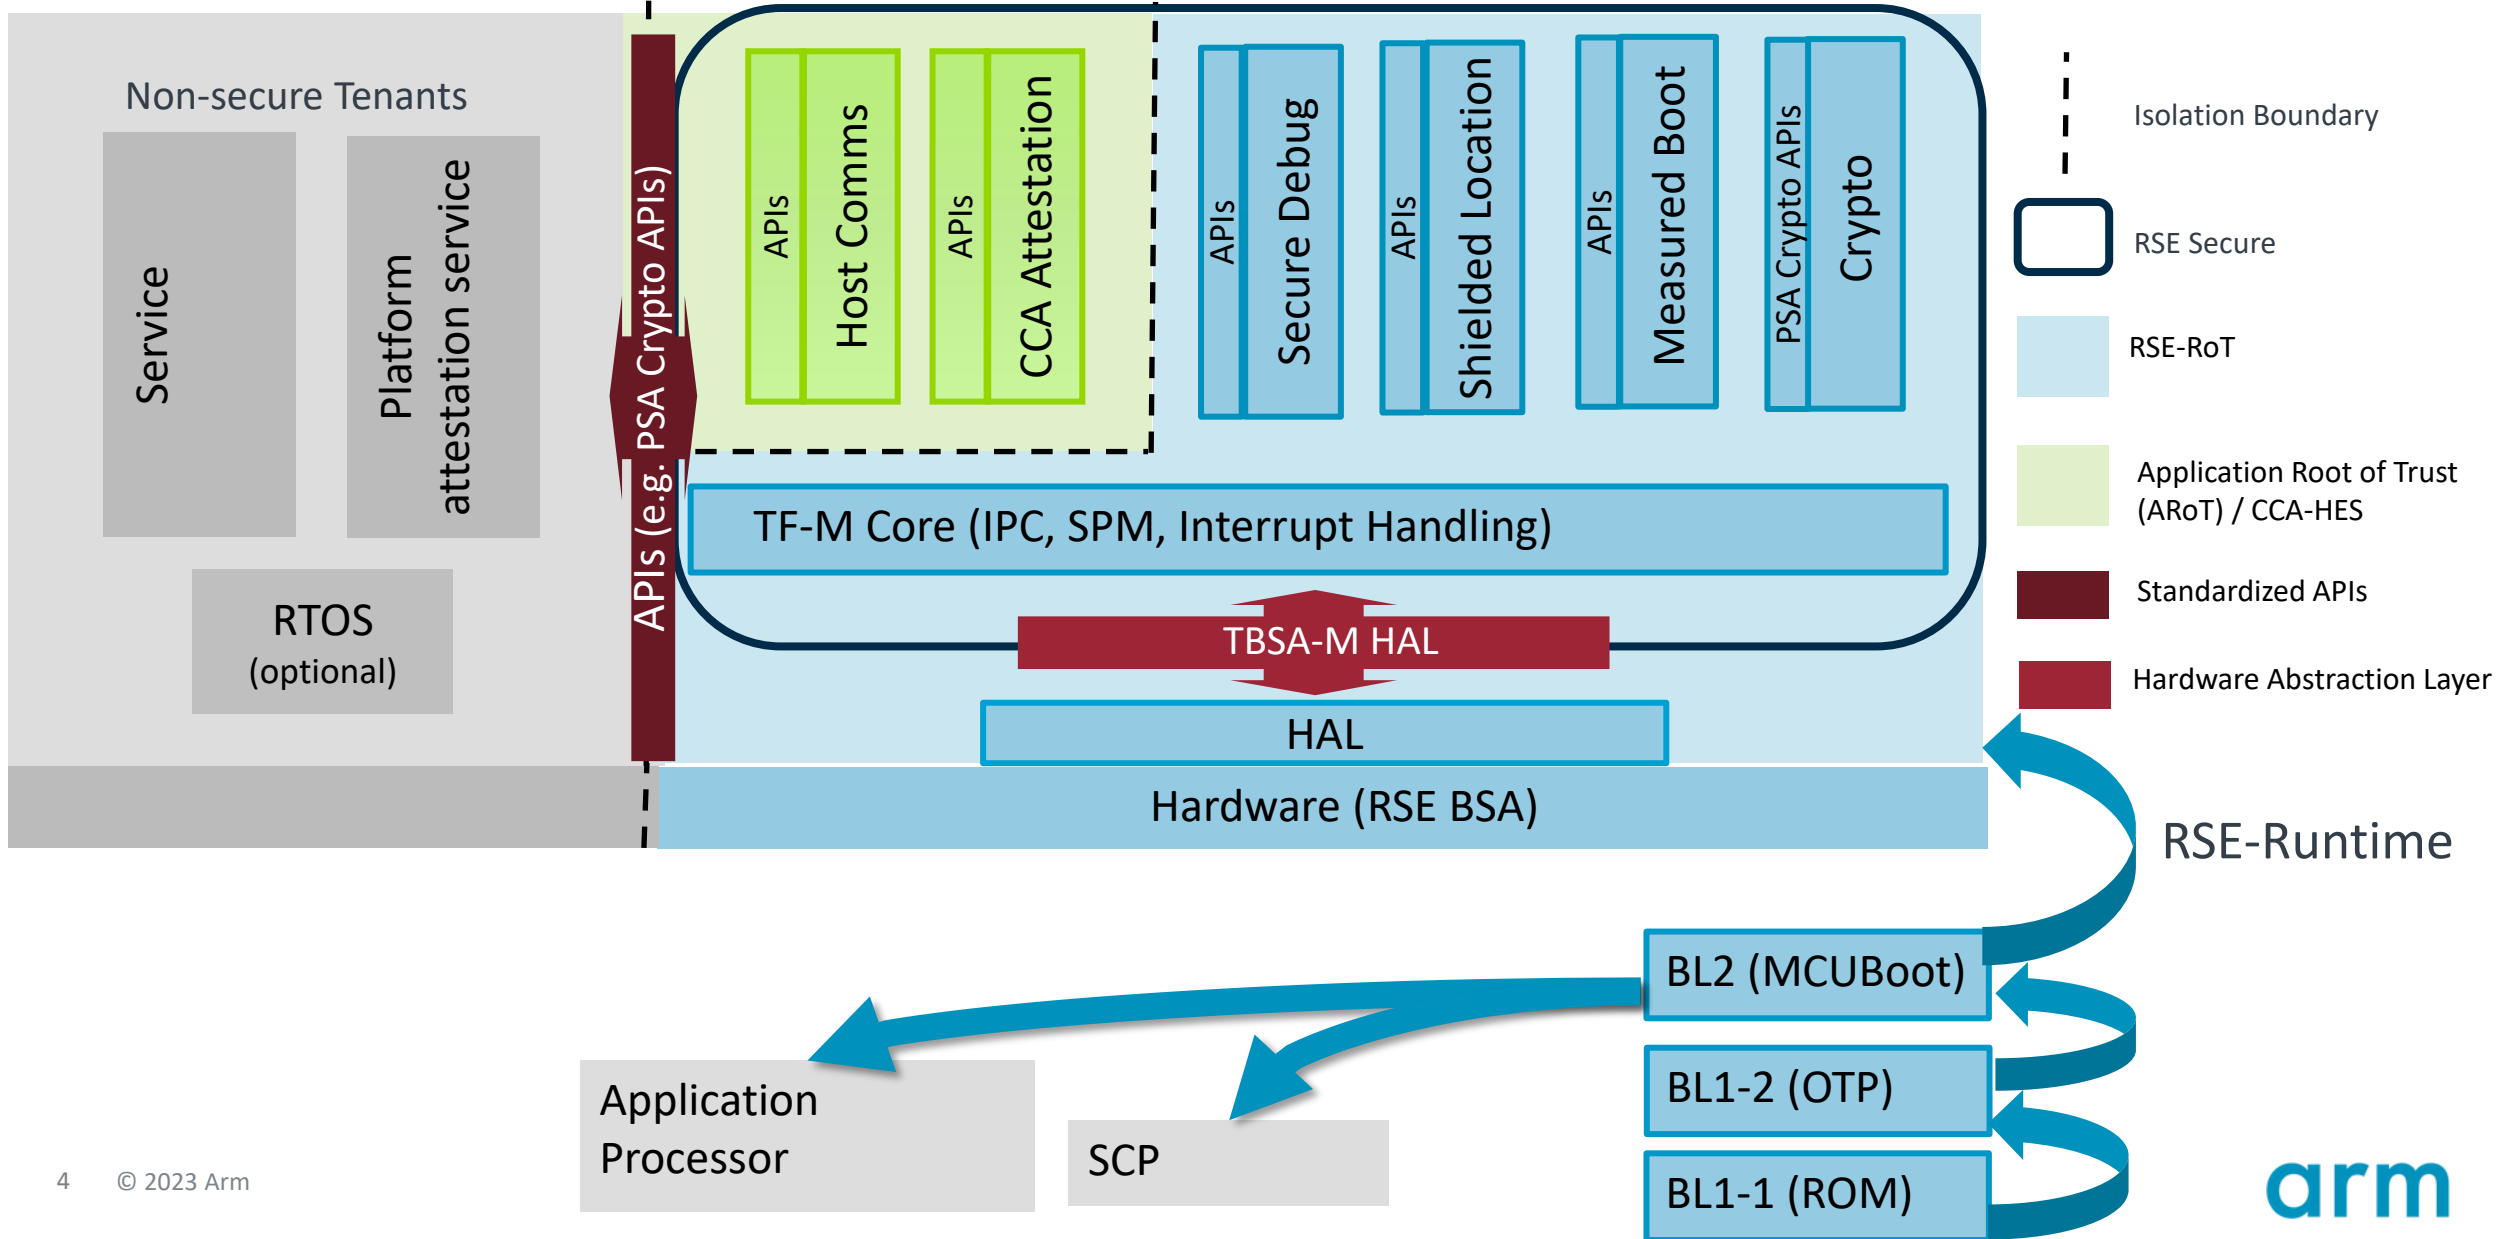 Non-secure Tenants
Service
Platform
attestation service
RTOS
(optional)
APIs (e.g. PSA Crypto APIs)
APIs
Host Comms
APIs
CCA Attestation
APIs
Secure Debug
APIs
Shielded Location
APIs
Measured Boot
PSA Crypto APIs
Crypto
TF-M Core (IPC, SPM, Interrupt Handling)
TBSA-M HAL
HAL
Hardware (RSE BSA)
Isolation Boundary
RSE Secure
RSE-RoT
Application Root of Trust
(ARoT) / CCA-HES
Standardized APIs
Hardware Abstraction Layer
RSE-Runtime
BL2 (MCUBoot)
BL1-2 (OTP)
BL1-1 (ROM)
Application
Processor
SCP
4 © 2023 Arm
arm